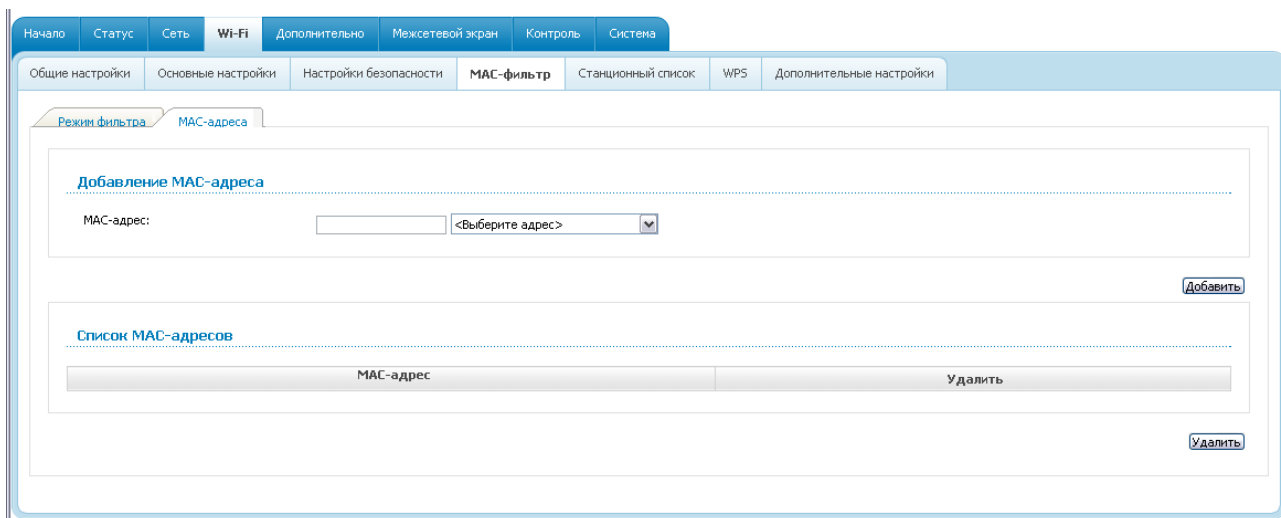 Начало Статус Сеть Wi-Fi Дополнительно Межсетевой экран Контроль Система
Общие настройки Основные настройки Настройки безопасности MAC-фильтр Станционный список WPS Дополнительные настройки
Режим фильтра MAC-адреса
Добавление MAC-адреса
MAC-адрес: <Выберите адрес>
Добавить
Список MAC-адресов
MAC-адрес Удалить
Удалить